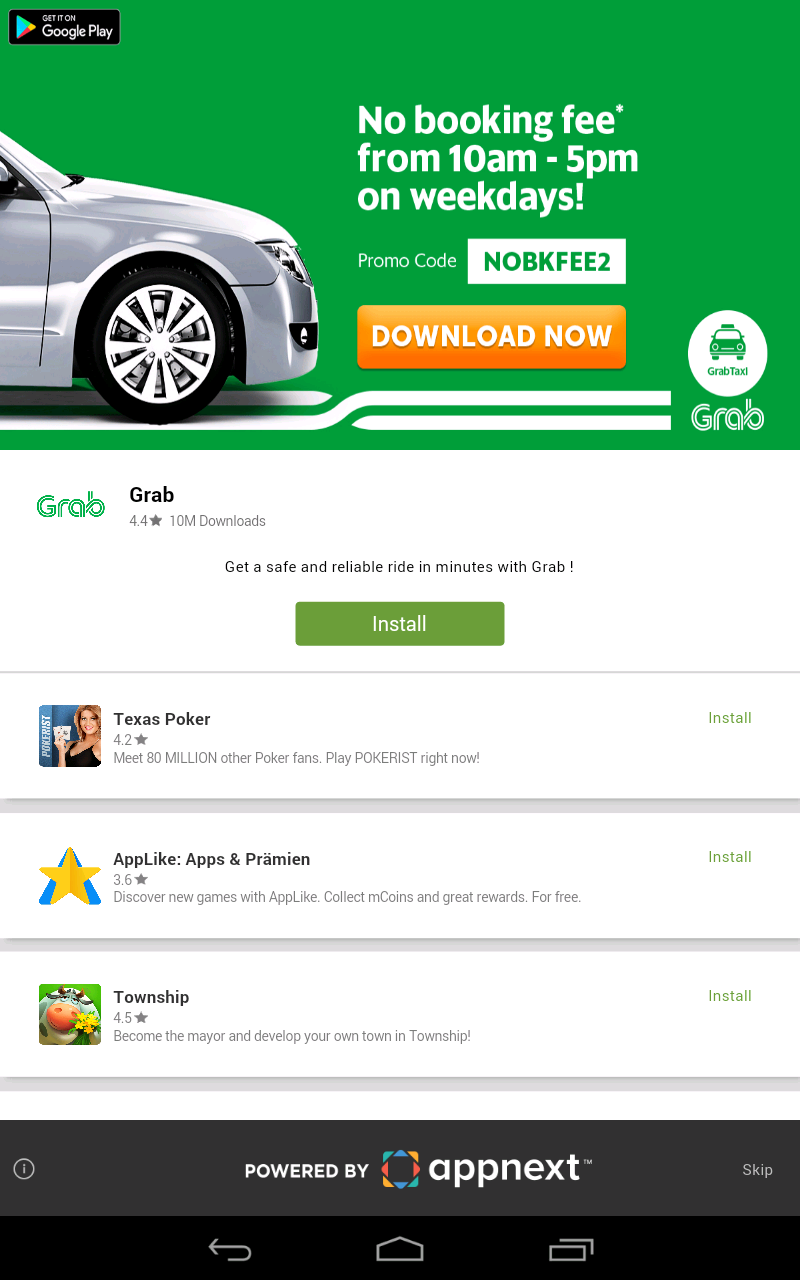 GET IT ON
Google Play
No booking fee*
from 10am - 5pm
on weekdays!
Promo Code NOBKFEE2
DOWNLOAD NOW
GrabTaxi
Grab
Grab
Grab
4.4★ 10M Downloads
Get a safe and reliable ride in minutes with Grab !
Install
POKERIST
Texas Poker
Install
4.2★
Meet 80 MILLION other Poker fans. Play POKERIST right now!
AppLike: Apps & Prämien
Install
3.6★
Discover new games with AppLike. Collect mCoins and great rewards. For free.
Township
Install
4.5★
Become the mayor and develop your own town in Township!
POWERED BY appnext™
Skip